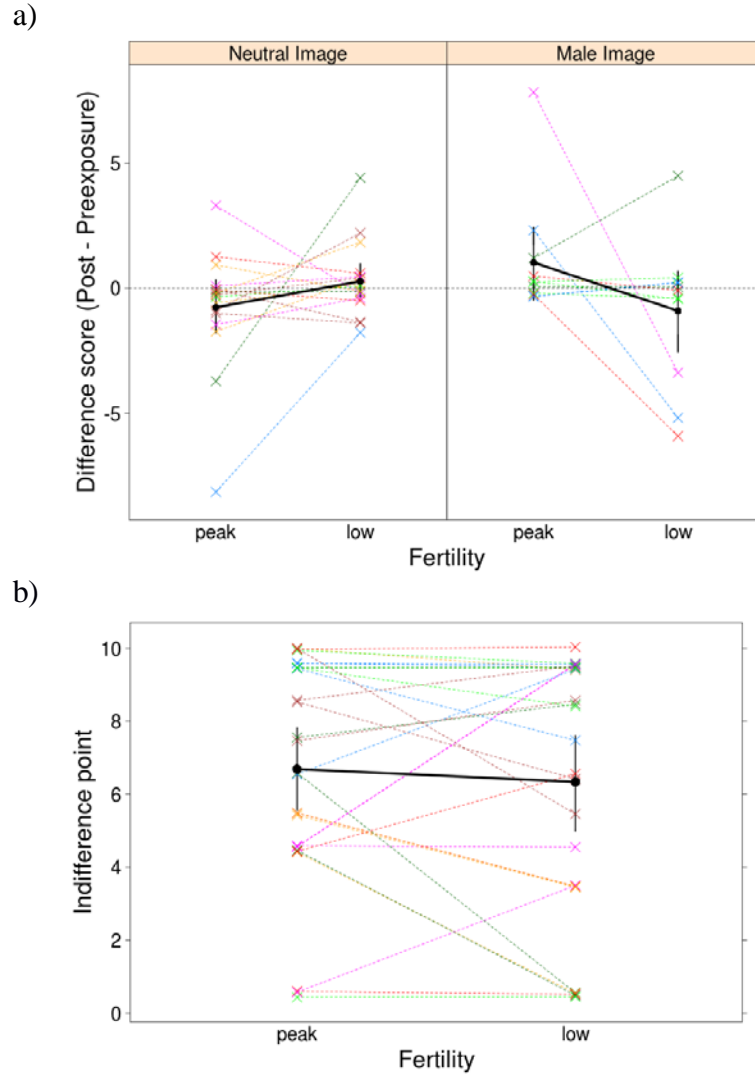 a)
Neutral Image Male Image
Difference score (Post - Preexposure)
5
0
-5
peak low peak low
Fertility
b)
Indifference point
10
8
6
4
2
0
peak low
Fertility